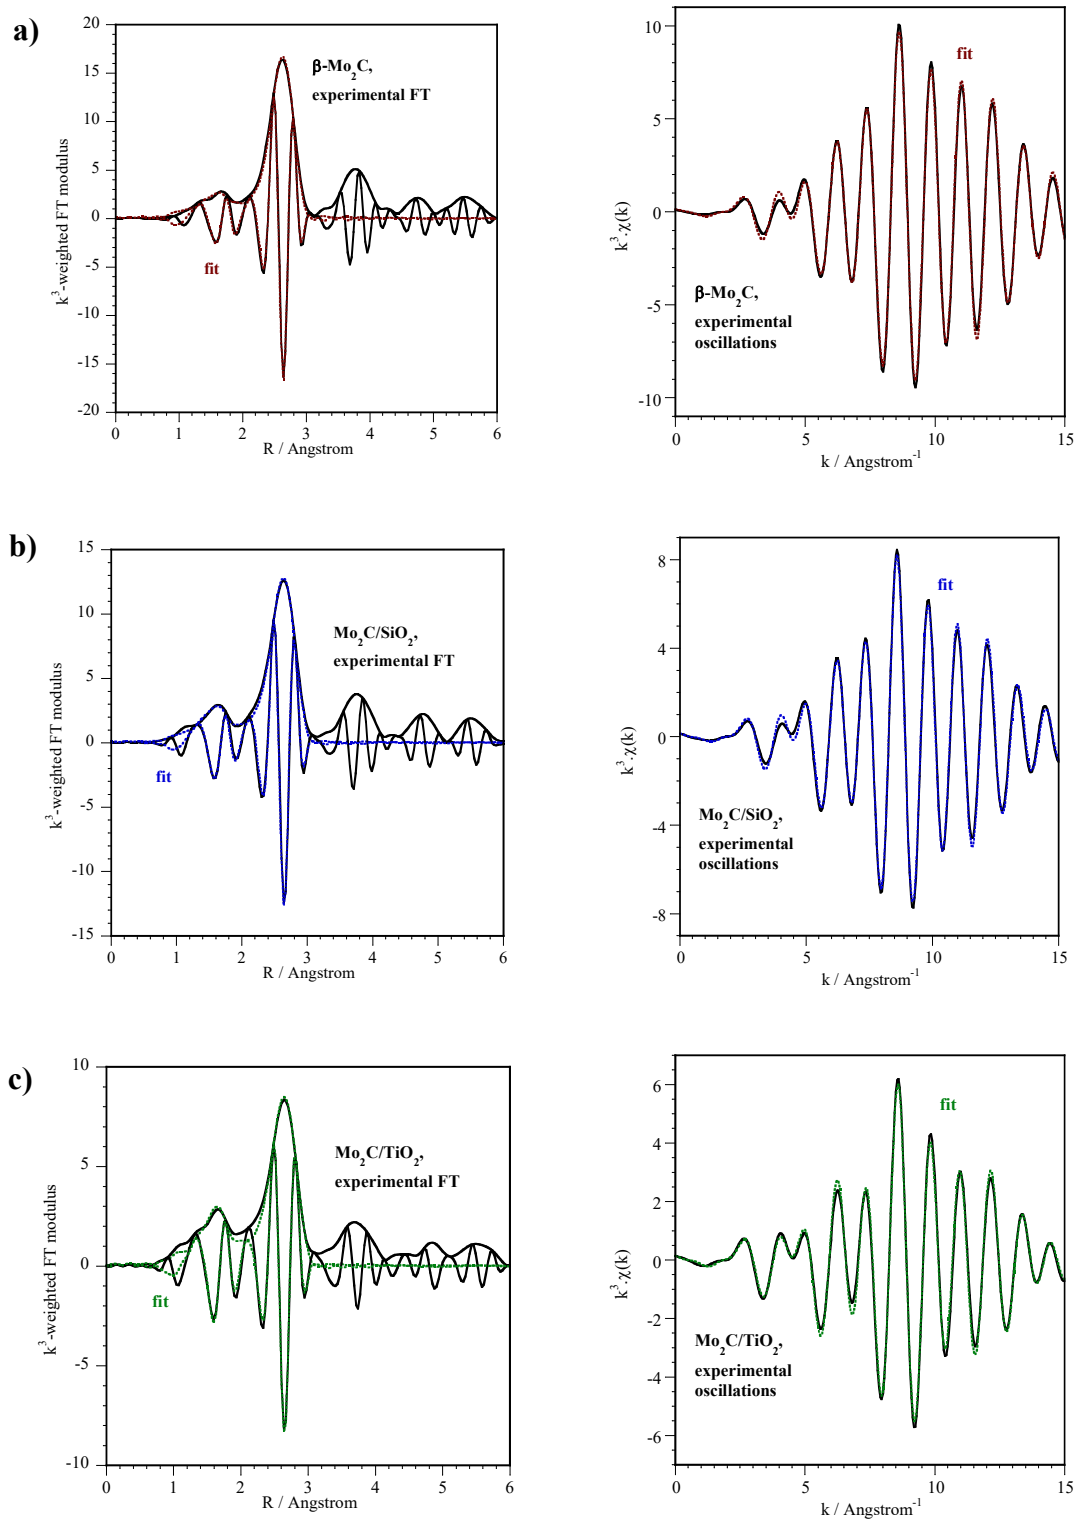 a)
20
15
10
5
0
-5
-10
-15
-20
k3-weighted FT modulus
β-Mo2C,
experimental FT
fit
0 1 2 3 4 5 6
R / Angstrom
10
5
0
-5
-10
k3.χ(k)
fit
β-Mo2C,
experimental
oscillations
0 5 10 15
k / Angstrom-1
b)
15
10
5
0
-5
-10
-15
k3-weighted FT modulus
Mo2C/SiO2,
experimental FT
fit
0 1 2 3 4 5 6
R / Angstrom
8
4
0
-4
-8
k3.χ(k)
fit
Mo2C/SiO2,
experimental
oscillations
0 5 10 15
k / Angstrom-1
c)
10
5
0
-5
-10
k3-weighted FT modulus
Mo2C/TiO2,
experimental FT
fit
0 1 2 3 4 5 6
R / Angstrom
6
4
2
0
-2
-4
-6
k3.χ(k)
fit
Mo2C/TiO2,
experimental
oscillations
0 5 10 15
k / Angstrom-1